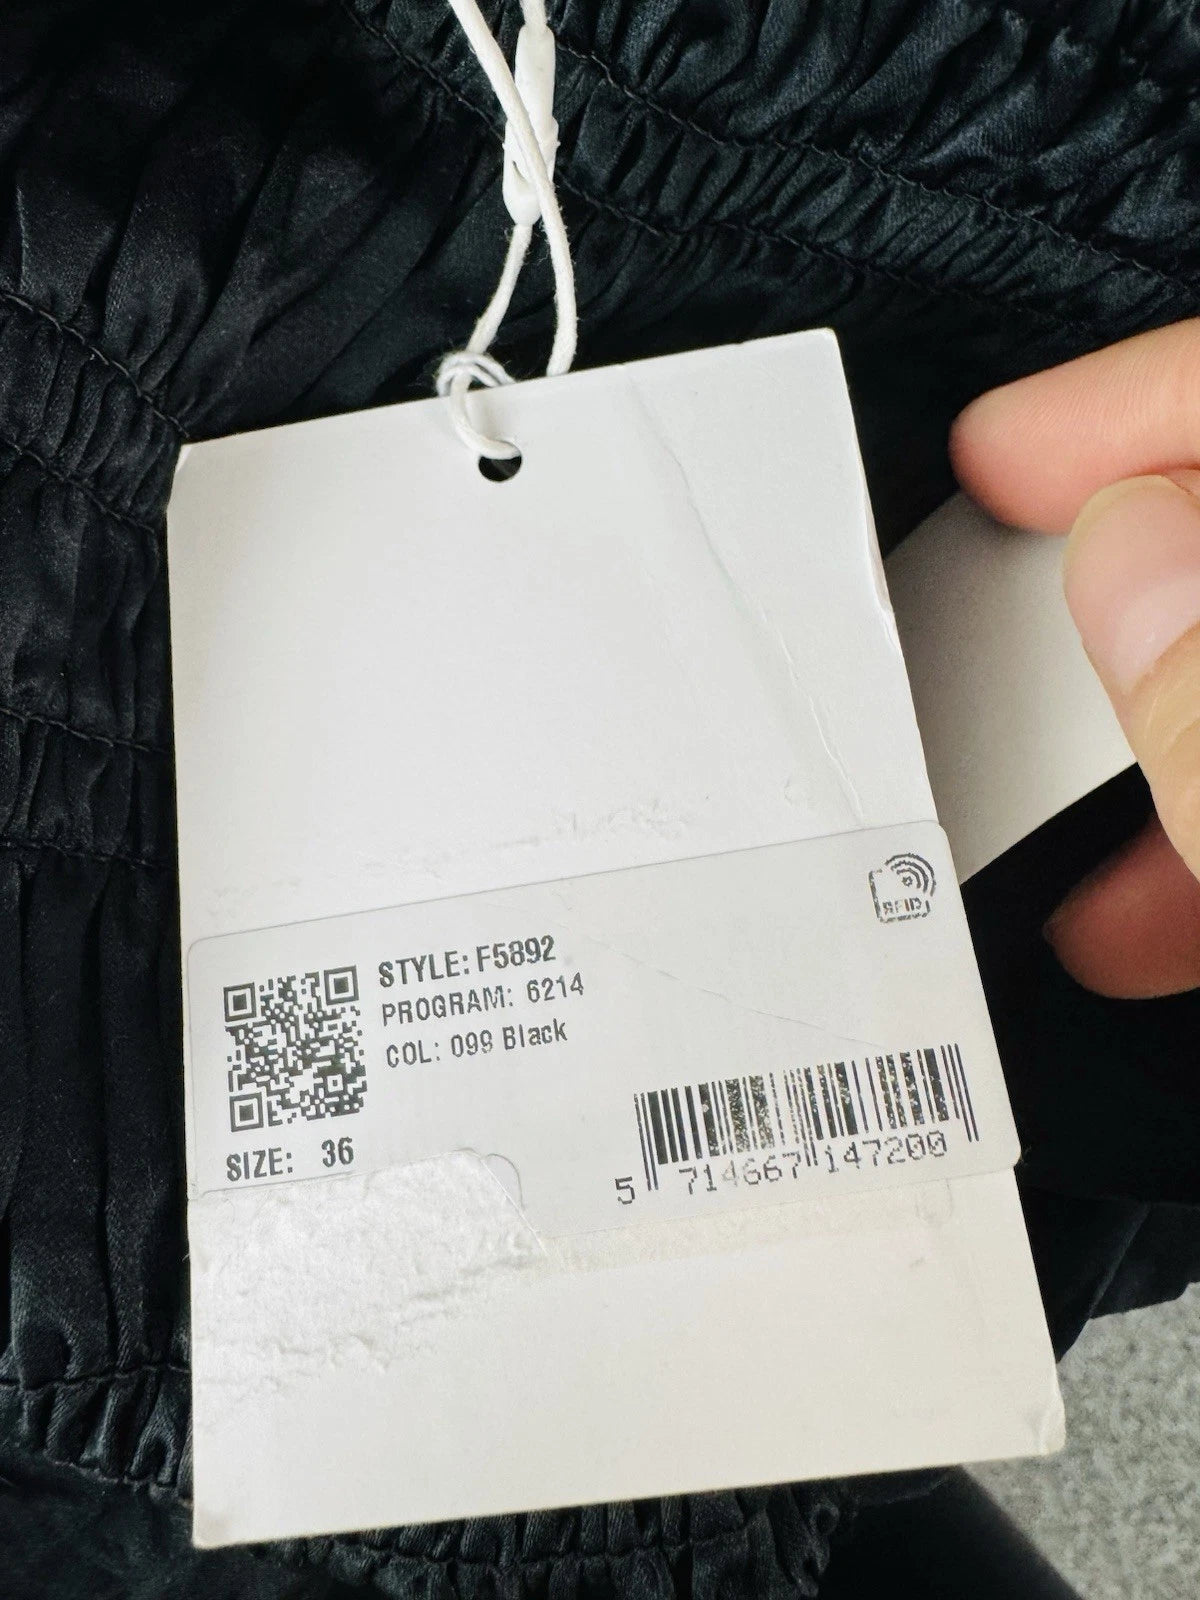 RFID
STYLE: F5892
PROGRAM: 6214
COL: 099 Black
SIZE: 36
5 714667 147200